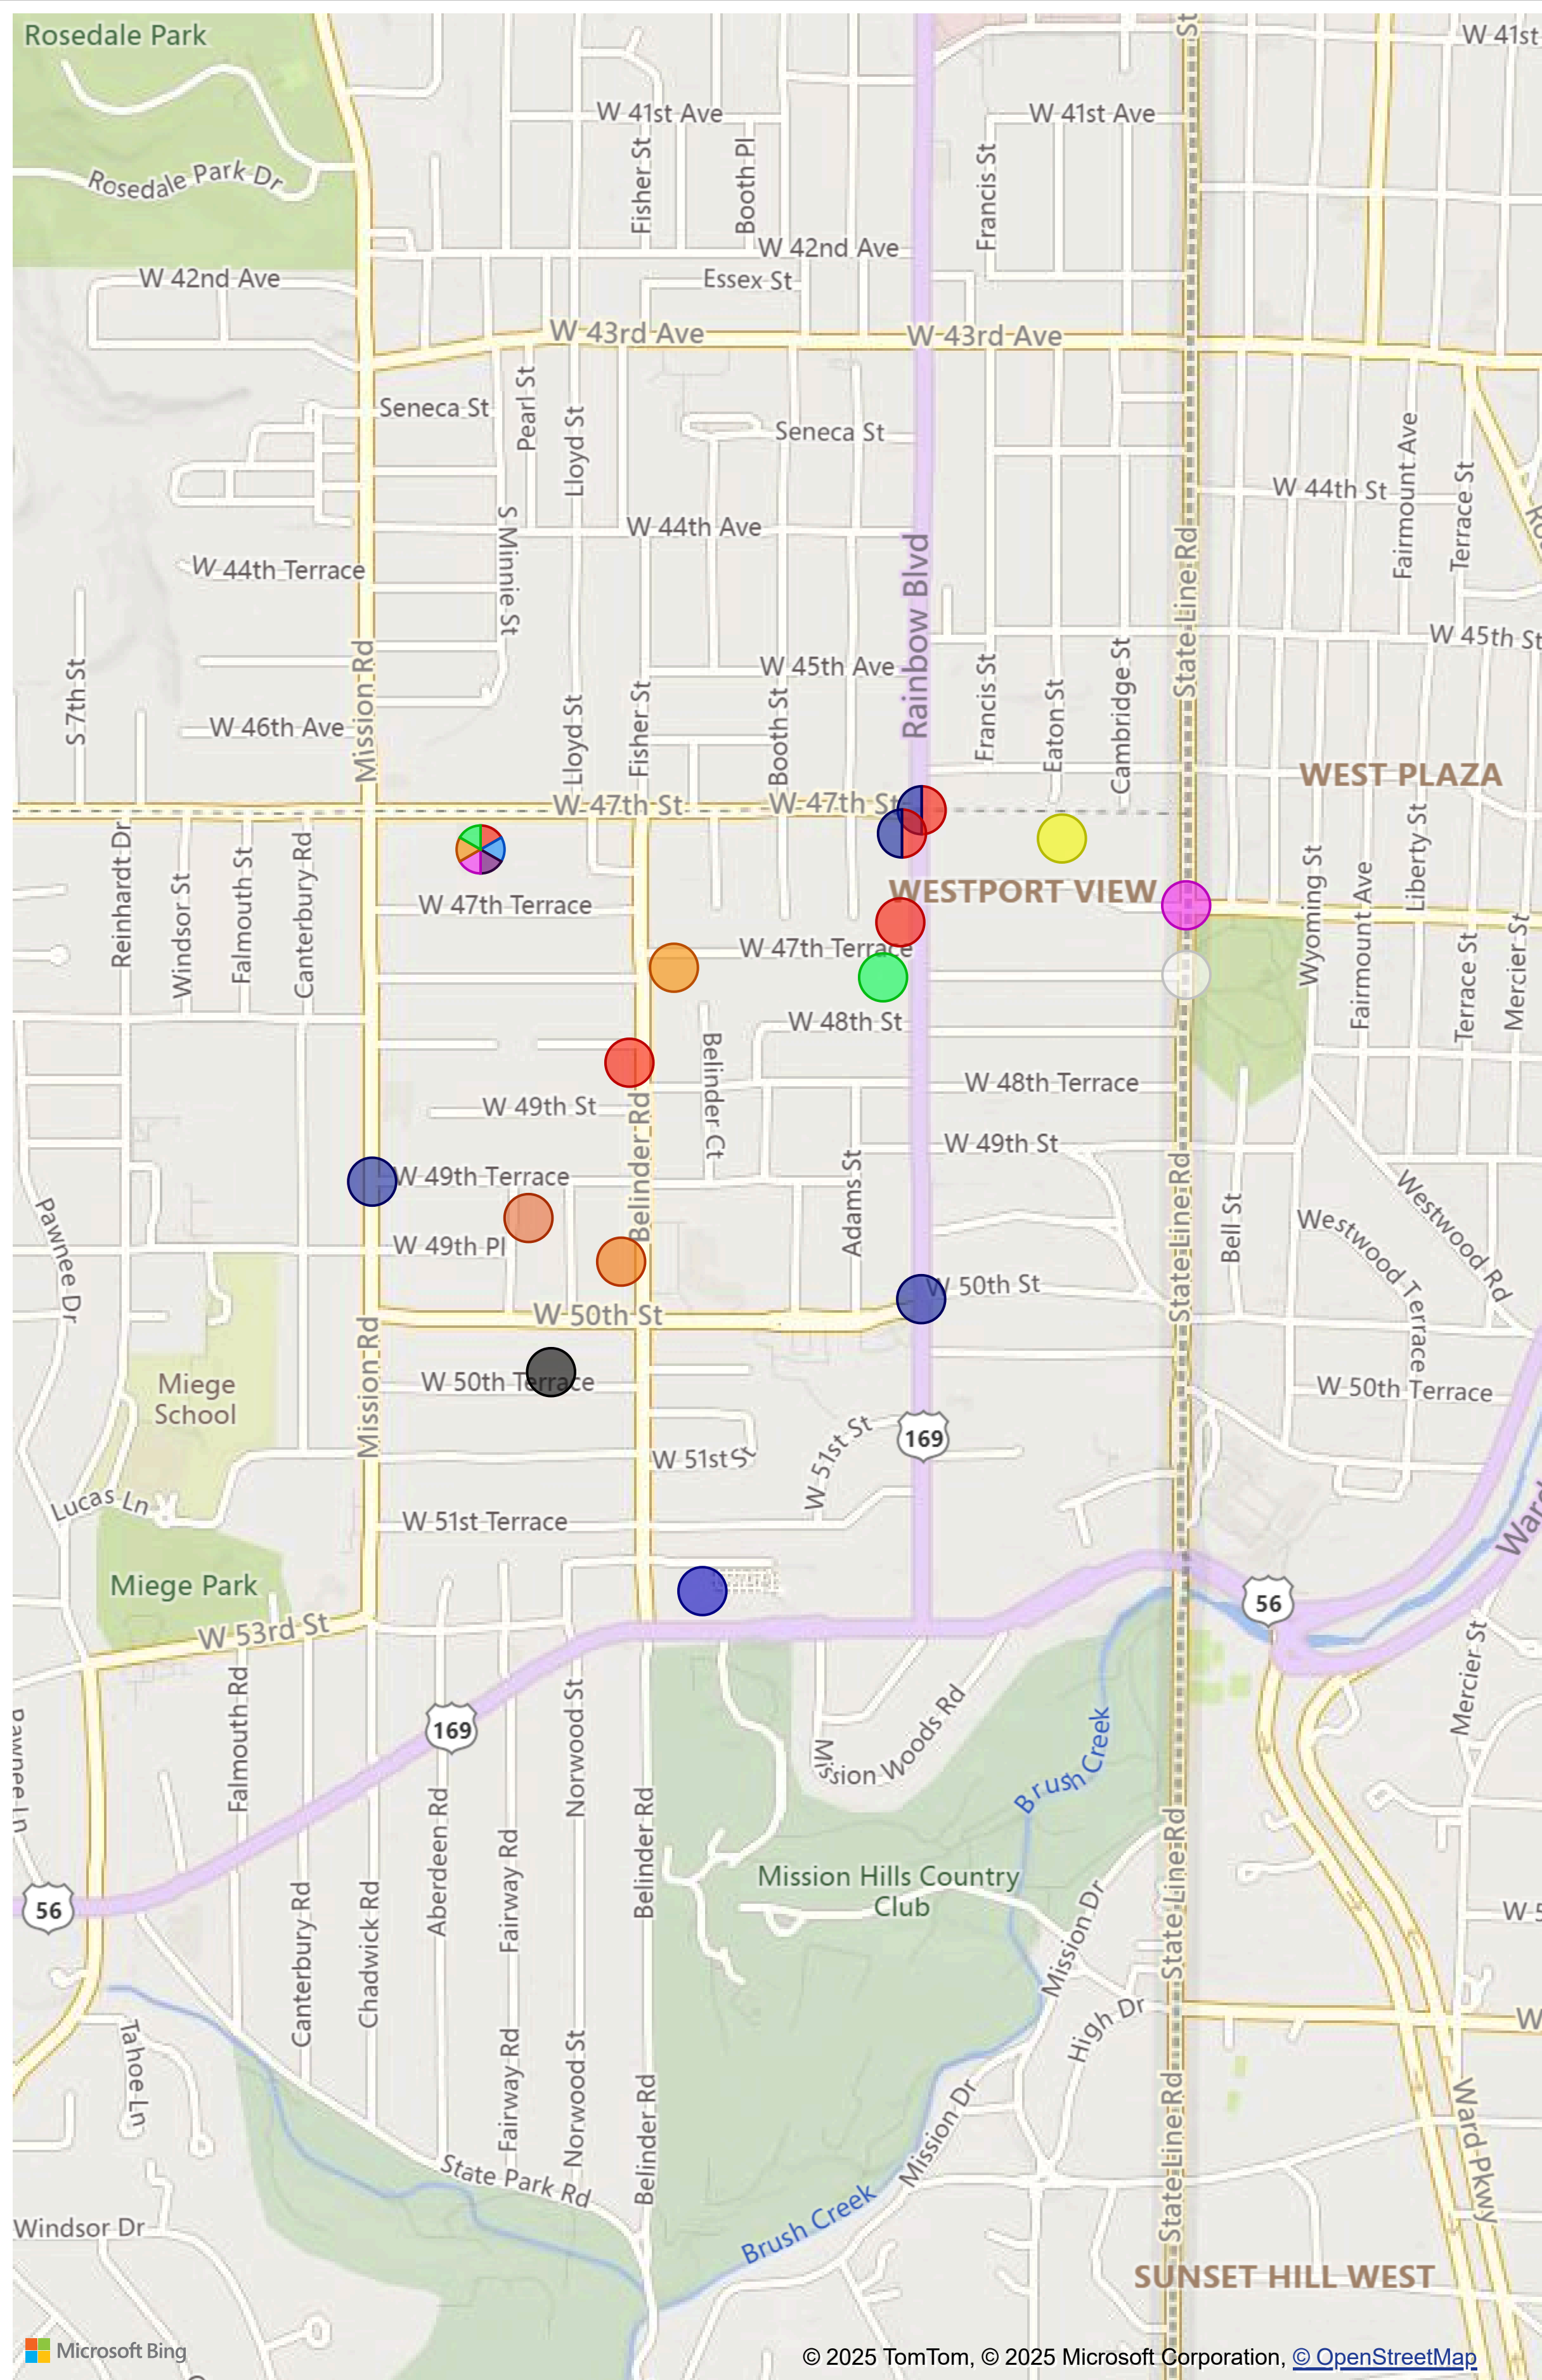 Rosedale Park
W 41st
W 41st Ave
W 41st Ave
St
Fisher St
Booth Pl
Francis St
Rosedale Park Dr
W 42nd Ave
W 42nd Ave
Essex St
W 43rd Ave
W 43rd Ave
Seneca St
Pearl St
Lloyd St
Seneca St
Fairmount Ave
Terrace St
W 44th St
S Minnie St
W 44th Ave
Rainbow Blvd
State Line Rd
W 44th Terrace
S 7th St
Mission Rd
W 45th Ave
W 45th St
Francis St
Eaton St
Cambridge St
W 46th Ave
Lloyd St
Fisher St
Booth St
WEST PLAZA
W 47th St
W 47th St
Reinhardt Dr
Windsor St
Falmouth St
Canterbury Rd
Wyoming St
Fairmount Ave
Liberty St
Terrace St
Mercier St
WESTPORT VIEW
W 47th Terrace
W 47th Terrace
W 48th St
Belinder Ct
W 48th Terrace
W 49th St
Belinder Rd
W 49th St
Adams St
State Line Rd
Bell St
W 49th Terrace
Westwood Rd
Westwood Terrace
Pawnee Dr
W 49th Pl
W 50th St
W 50th St
Mission Rd
Miege
School
W 50th Terrace
W 50th Terrace
169
W 51st St
W 51st St
Lucas Ln
W 51st Terrace
Ward
Miege Park
56
W 53rd St
Falmouth Rd
Norwood St
Mission Woods Rd
Mercier St
169
Pawnee Ln
Brush Creek
Aberdeen Rd
Fairway Rd
Belinder Rd
State Line Rd
Mission Hills Country
Club
56
Canterbury Rd
Chadwick Rd
Mission Dr
W 5
High Dr
W
Tahoe Ln
Fairway Rd
Norwood St
Belinder Rd
Mission Dr
State Line Rd
Ward Pkwy
State Park Rd
Brush Creek
Windsor Dr
SUNSET HILL WEST
Microsoft Bing
© 2025 TomTom, © 2025 Microsoft Corporation, © OpenStreetMap